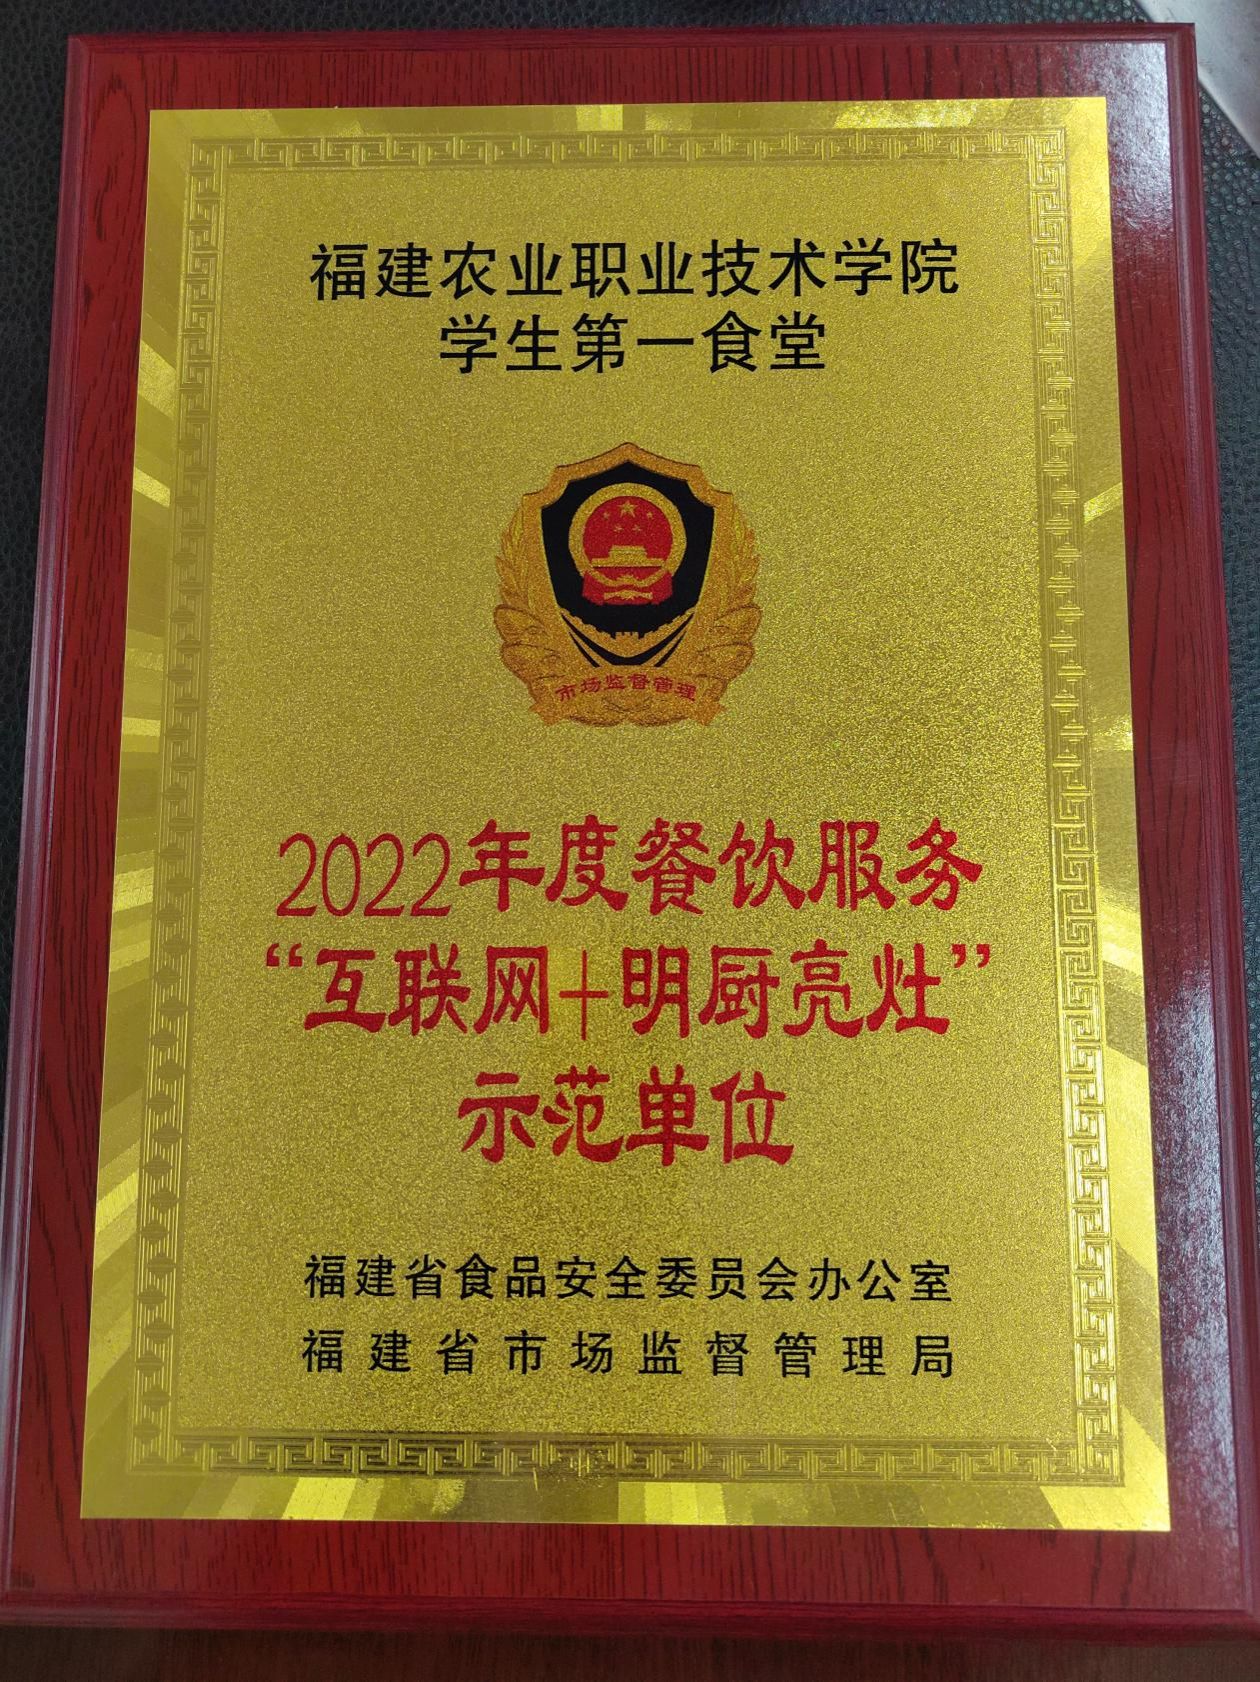 福建农业职业技术学院
学生第一食堂
市场监督管理
2022年度餐饮服务
“互联网+明厨亮灶”
示范单位
福建省食品安全委员会办公室
福建省市场监督管理局